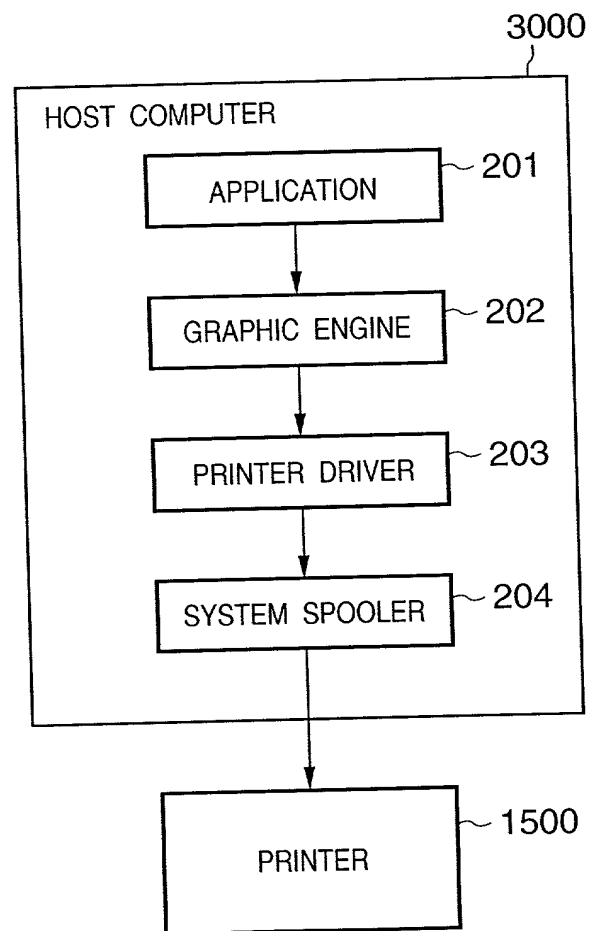 3000
HOST COMPUTER
APPLICATION
201
GRAPHIC ENGINE
202
PRINTER DRIVER
203
SYSTEM SPOOLER
204
PRINTER
1500